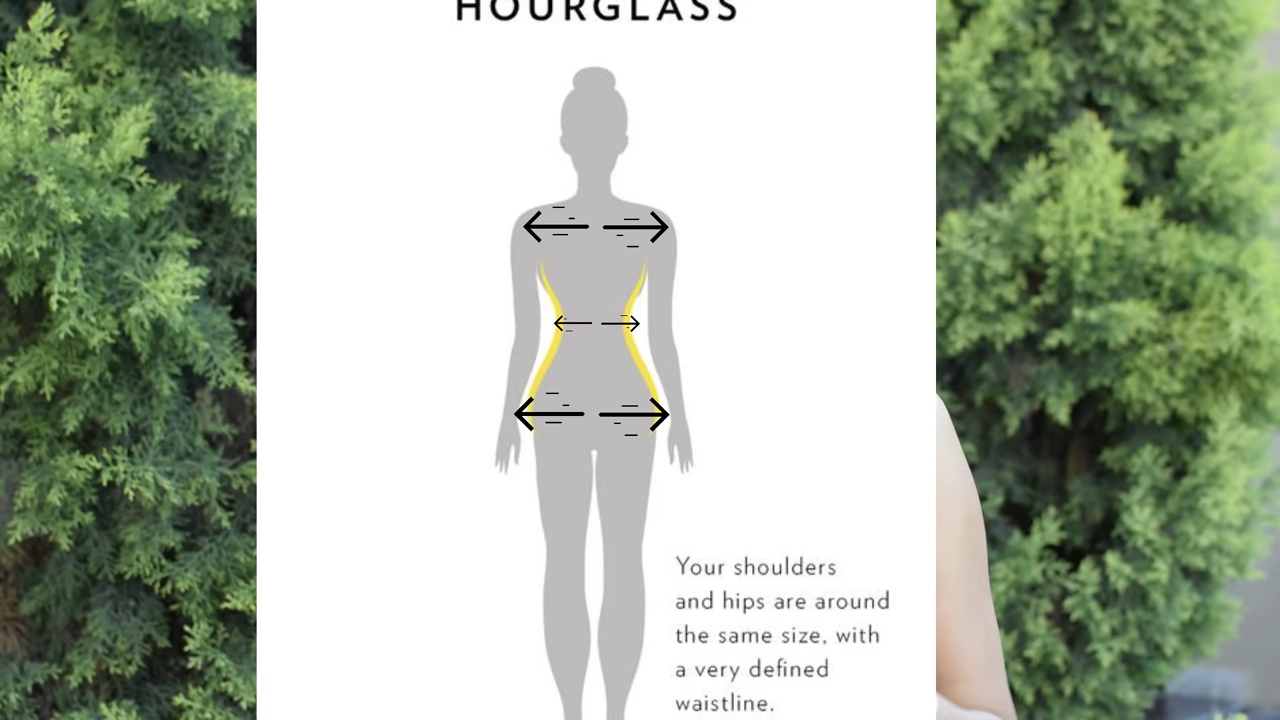 HOURGLASS
Your shoulders
and hips are around
the same size, with
a very defined
waistline.